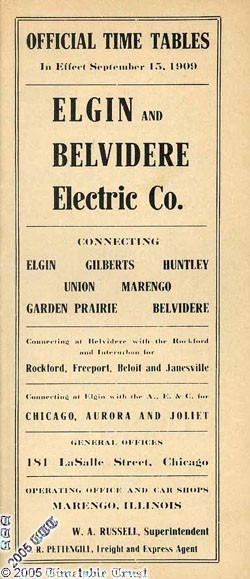 OFFICIAL TIME TABLES
In Effect September 15, 1909
ELGIN AND
BELVIDERE
Electric Co.
CONNECTING
ELGIN GILBERTS HUNTLEY
UNION MARENGO
GARDEN PRAIRIE BELVIDERE
Connecting at Belvidere with the Rockford
and Interurban for
Rockford, Freeport, Beloit and Janesville
Connecting at Elgin with the A., E. & C. for
CHICAGO, AURORA AND JOLIET
GENERAL OFFICES
181 LaSalle Street, Chicago
OPERATING OFFICE AND CAR SHOPS
MARENGO, ILLINOIS
W. A. RUSSELL, Superintendent
R. PETTENGILL, Freight and Express Agent
© 2005 Timetable Trust